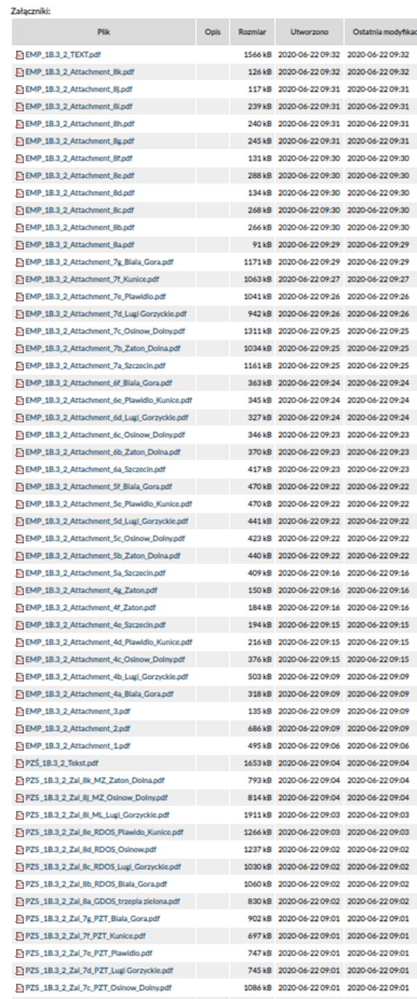 Załączniki:
Plik Opis Rozmiar Utworzono Ostatnia modyfikac
EMP_1B.3_2_TEXT.pdf 1566 kB 2020-06-22 09:32 2020-06-22 09:32
EMP_1B.3_2_Attachment_8k.pdf 126 kB 2020-06-22 09:32 2020-06-22 09:32
EMP_1B.3_2_Attachment_8j.pdf 117 kB 2020-06-22 09:31 2020-06-22 09:31
EMP_1B.3_2_Attachment_8i.pdf 239 kB 2020-06-22 09:31 2020-06-22 09:31
EMP_1B.3_2_Attachment_8h.pdf 240 kB 2020-06-22 09:31 2020-06-22 09:31
EMP_1B.3_2_Attachment_8g.pdf 245 kB 2020-06-22 09:31 2020-06-22 09:31
EMP_1B.3_2_Attachment_8f.pdf 131 kB 2020-06-22 09:30 2020-06-22 09:30
EMP_1B.3_2_Attachment_8e.pdf 288 kB 2020-06-22 09:30 2020-06-22 09:30
EMP_1B.3_2_Attachment_8d.pdf 134 kB 2020-06-22 09:30 2020-06-22 09:30
EMP_1B.3_2_Attachment_8c.pdf 268 kB 2020-06-22 09:30 2020-06-22 09:30
EMP_1B.3_2_Attachment_8b.pdf 266 kB 2020-06-22 09:30 2020-06-22 09:30
EMP_1B.3_2_Attachment_8a.pdf 91 kB 2020-06-22 09:29 2020-06-22 09:29
EMP_1B.3_2_Attachment_7g_Biala_Gora.pdf 1171 kB 2020-06-22 09:29 2020-06-22 09:29
EMP_1B.3_2_Attachment_7f_Kunice.pdf 1063 kB 2020-06-22 09:27 2020-06-22 09:27
EMP_1B.3_2_Attachment_7e_Plawidlo.pdf 1041 kB 2020-06-22 09:26 2020-06-22 09:26
EMP_1B.3_2_Attachment_7d_Lugi Gorzyckie.pdf 942 kB 2020-06-22 09:26 2020-06-22 09:26
EMP_1B.3_2_Attachment_7c_Osinow_Dolny.pdf 1311 kB 2020-06-22 09:25 2020-06-22 09:25
EMP_1B.3_2_Attachment_7b_Zaton_Dolna.pdf 1034 kB 2020-06-22 09:25 2020-06-22 09:25
EMP_1B.3_2_Attachment_7a_Szczecin.pdf 1161 kB 2020-06-22 09:25 2020-06-22 09:25
EMP_1B.3_2_Attachment_6f_Biala_Gora.pdf 363 kB 2020-06-22 09:24 2020-06-22 09:24
EMP_1B.3_2_Attachment_6e_Plawidlo_Kunice.pdf 345 kB 2020-06-22 09:24 2020-06-22 09:24
EMP_1B.3_2_Attachment_6d_Lugi_Gorzyckie.pdf 327 kB 2020-06-22 09:24 2020-06-22 09:24
EMP_1B.3_2_Attachment_6c_Osinow_Dolny.pdf 346 kB 2020-06-22 09:23 2020-06-22 09:23
EMP_1B.3_2_Attachment_6b_Zaton_Dolna.pdf 370 kB 2020-06-22 09:23 2020-06-22 09:23
EMP_1B.3_2_Attachment_6a_Szczecin.pdf 417 kB 2020-06-22 09:23 2020-06-22 09:23
EMP_1B.3_2_Attachment_5f_Biala_Gora.pdf 470 kB 2020-06-22 09:22 2020-06-22 09:22
EMP_1B.3_2_Attachment_5e_Plawidlo_Kunice.pdf 470 kB 2020-06-22 09:22 2020-06-22 09:22
EMP_1B.3_2_Attachment_5d_Lugi_Gorzyckie.pdf 441 kB 2020-06-22 09:22 2020-06-22 09:22
EMP_1B.3_2_Attachment_5c_Osinow_Dolny.pdf 423 kB 2020-06-22 09:22 2020-06-22 09:22
EMP_1B.3_2_Attachment_5b_Zaton_Dolna.pdf 440 kB 2020-06-22 09:22 2020-06-22 09:22
EMP_1B.3_2_Attachment_5a_Szczecin.pdf 409 kB 2020-06-22 09:16 2020-06-22 09:16
EMP_1B.3_2_Attachment_4g_Zaton.pdf 150 kB 2020-06-22 09:16 2020-06-22 09:16
EMP_1B.3_2_Attachment_4f_Zaton.pdf 184 kB 2020-06-22 09:16 2020-06-22 09:16
EMP_1B.3_2_Attachment_4e_Szczecin.pdf 194 kB 2020-06-22 09:15 2020-06-22 09:15
EMP_1B.3_2_Attachment_4d_Plawidlo_Kunice.pdf 216 kB 2020-06-22 09:15 2020-06-22 09:15
EMP_1B.3_2_Attachment_4c_Osinow_Dolny.pdf 376 kB 2020-06-22 09:15 2020-06-22 09:15
EMP_1B.3_2_Attachment_4b_Lugi_Gorzyckie.pdf 503 kB 2020-06-22 09:09 2020-06-22 09:09
EMP_1B.3_2_Attachment_4a_Biala_Gora.pdf 318 kB 2020-06-22 09:09 2020-06-22 09:09
EMP_1B.3_2_Attachment_3.pdf 135 kB 2020-06-22 09:09 2020-06-22 09:09
EMP_1B.3_2_Attachment_2.pdf 686 kB 2020-06-22 09:09 2020-06-22 09:09
EMP_1B.3_2_Attachment_1.pdf 495 kB 2020-06-22 09:06 2020-06-22 09:06
PZŚ_1B.3_2_Tekst.pdf 1653 kB 2020-06-22 09:04 2020-06-22 09:04
PZS_1B.3_2_Zal_8k_MZ_Zaton_Dolna.pdf 793 kB 2020-06-22 09:04 2020-06-22 09:04
PZS_1B.3_2_Zal_8j_MZ_Osinow_Dolny.pdf 814 kB 2020-06-22 09:04 2020-06-22 09:04
PZS_1B.3_2_Zal_8i_ML_Lugi_Gorzyckie.pdf 1911 kB 2020-06-22 09:03 2020-06-22 09:03
PZS_1B.3_2_Zal_8e_RDOS_Plawido_Kunice.pdf 1266 kB 2020-06-22 09:03 2020-06-22 09:03
PZS_1B.3_2_Zal_8d_RDOS_Osinow.pdf 1237 kB 2020-06-22 09:02 2020-06-22 09:02
PZS_1B.3_2_Zal_8c_RDOS_Lugi_Gorzyckie.pdf 1030 kB 2020-06-22 09:02 2020-06-22 09:02
PZS_1B.3_2_Zal_8b_RDOS_Biala_Gora.pdf 1060 kB 2020-06-22 09:02 2020-06-22 09:02
PZS_1B.3_2_Zal_8a_GDOS_trzepla zielona.pdf 830 kB 2020-06-22 09:02 2020-06-22 09:02
PZS_1B.3_2_Zal_7g_PZT_Biala_Gora.pdf 902 kB 2020-06-22 09:01 2020-06-22 09:01
PZS_1B.3_2_Zal_7f_PZT_Kunice.pdf 697 kB 2020-06-22 09:01 2020-06-22 09:01
PZS_1B.3_2_Zal_7e_PZT_Plawidlo.pdf 747 kB 2020-06-22 09:01 2020-06-22 09:01
PZS_1B.3_2_Zal_7d_PZT_Lugi Gorzyckie.pdf 745 kB 2020-06-22 09:01 2020-06-22 09:01
PZS_1B.3_2_Zal_7c_PZT_Osinow_Dolny.pdf 1086 kB 2020-06-22 09:01 2020-06-22 09:01